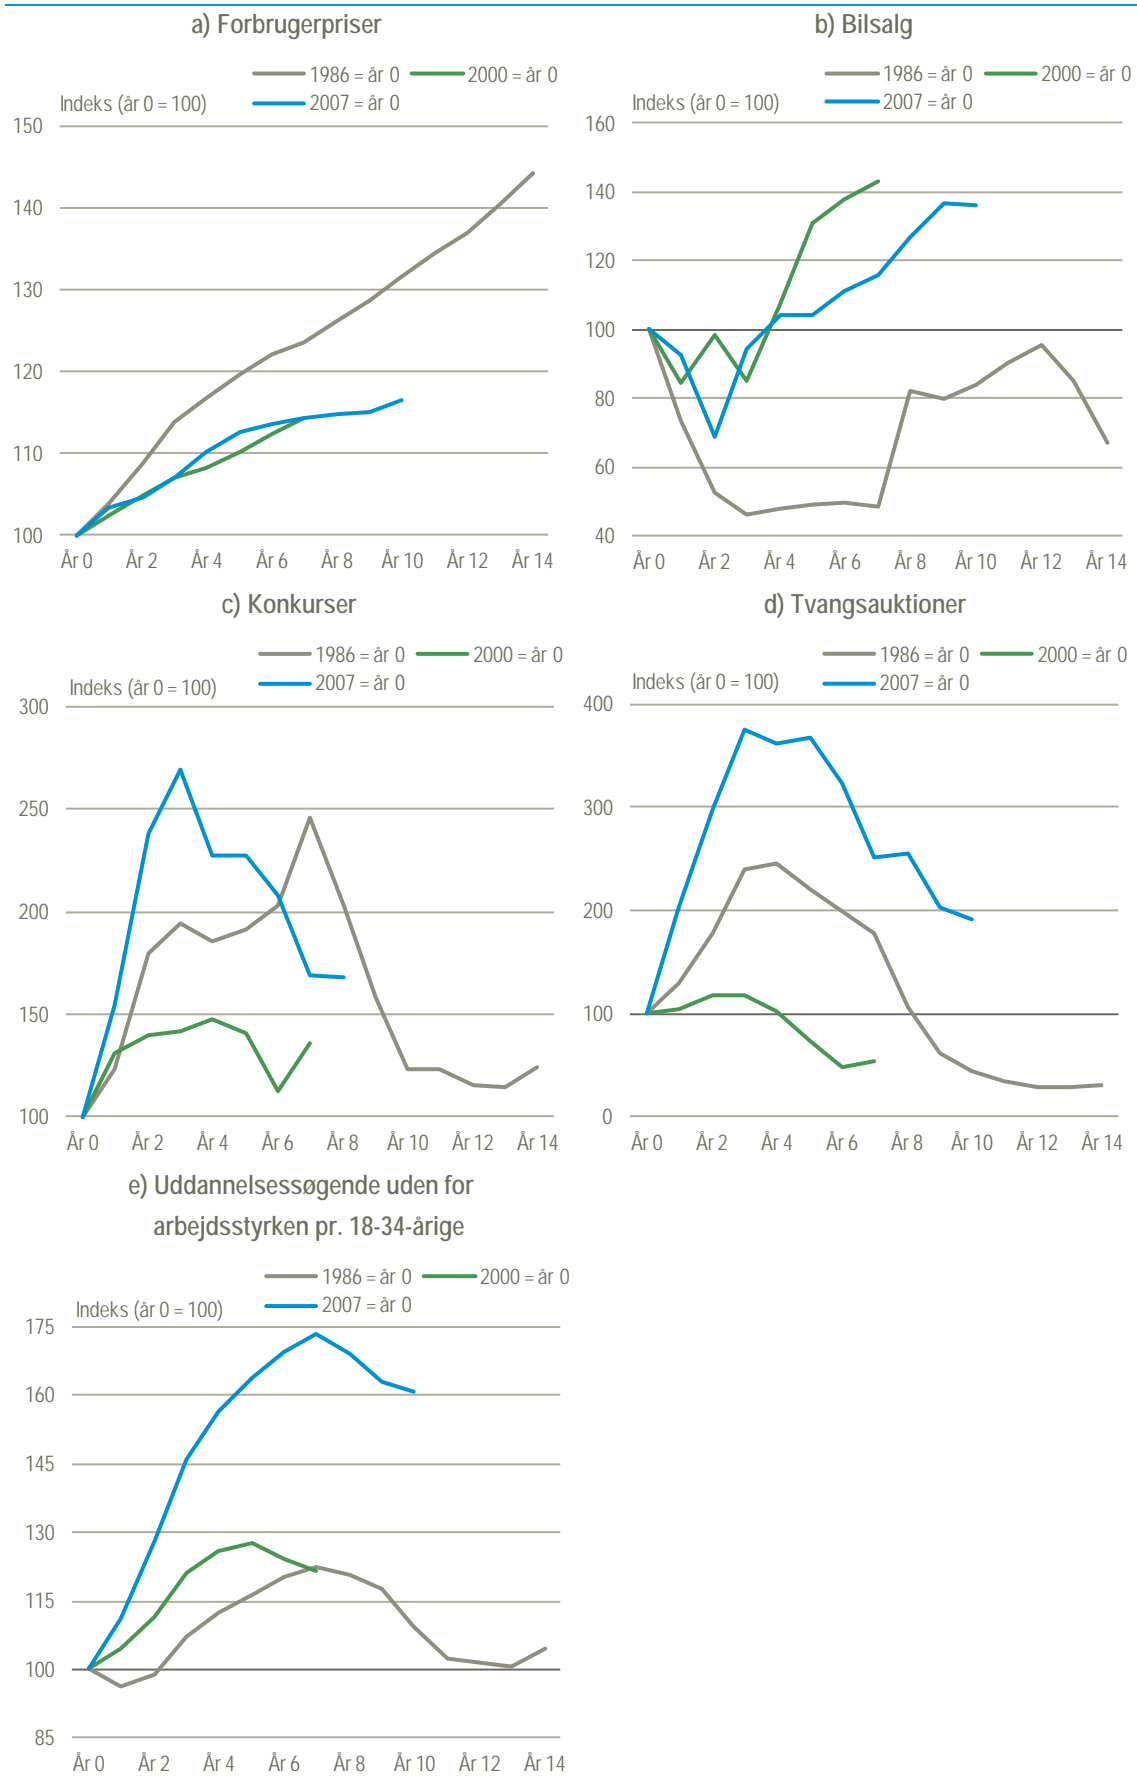 a) Forbrugerpriser
1986 = år 0 2000 = år 0
Indeks (år 0 = 100) 2007 = år 0
150
140
130
120
110
100
År 0 År 2 År 4 År 6 År 8 År 10 År 12 År 14
b) Bilsalg
1986 = år 0 2000 = år 0
Indeks (år 0 = 100) 2007 = år 0
160
140
120
100
80
60
40
År 0 År 2 År 4 År 6 År 8 År 10 År 12 År 14
c) Konkurser
1986 = år 0 2000 = år 0
Indeks (år 0 = 100) 2007 = år 0
300
250
200
150
100
År 0 År 2 År 4 År 6 År 8 År 10 År 12 År 14
d) Tvangsauktioner
1986 = år 0 2000 = år 0
Indeks (år 0 = 100) 2007 = år 0
400
300
200
100
0
År 0 År 2 År 4 År 6 År 8 År 10 År 12 År 14
e) Uddannelsessøgende uden for
arbejdsstyrken pr. 18-34-årige
1986 = år 0 2000 = år 0
Indeks (år 0 = 100) 2007 = år 0
175
160
145
130
115
100
85
År 0 År 2 År 4 År 6 År 8 År 10 År 12 År 14